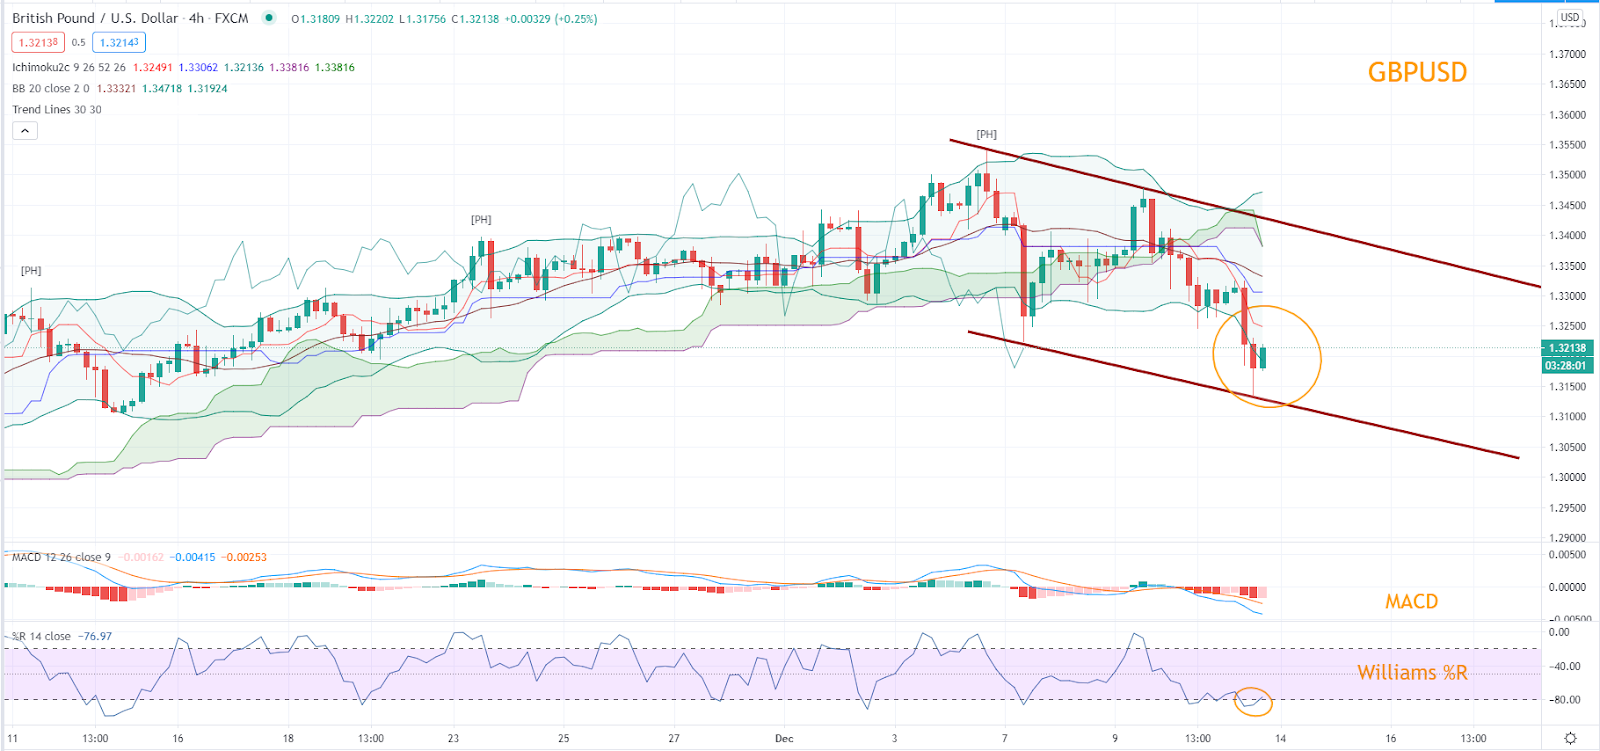 British Pound / U.S. Dollar · 4h · FXCM O1.31809 H1.32202 L1.31756 C1.32138 +0.00329 (+0.25%)
1.32138 0.5 1.32143
Ichimoku2c 9 26 52 26 1.32491 1.33062 1.32136 1.33816 1.33816
BB 20 close 2 0 1.33321 1.34718 1.31924
Trend Lines 30 30
GBPUSD
[PH]
[PH]
[PH]
USD
1.37000
1.36500
1.36000
1.35500
1.35000
1.34500
1.34000
1.33500
1.33000
1.32500
1.32138
03:28:01
1.31500
1.31000
1.30500
1.30000
1.29500
1.29000
MACD 12 26 close 9 -0.00162 -0.00415 -0.00253
0.00500
0.00000
-0.00500
MACD
%R 14 close -76.97
0.00
-40.00
-80.00
Williams %R
11 13:00 16 18 13:00 23 25 27 Dec 3 7 9 13:00 14 16 13:00